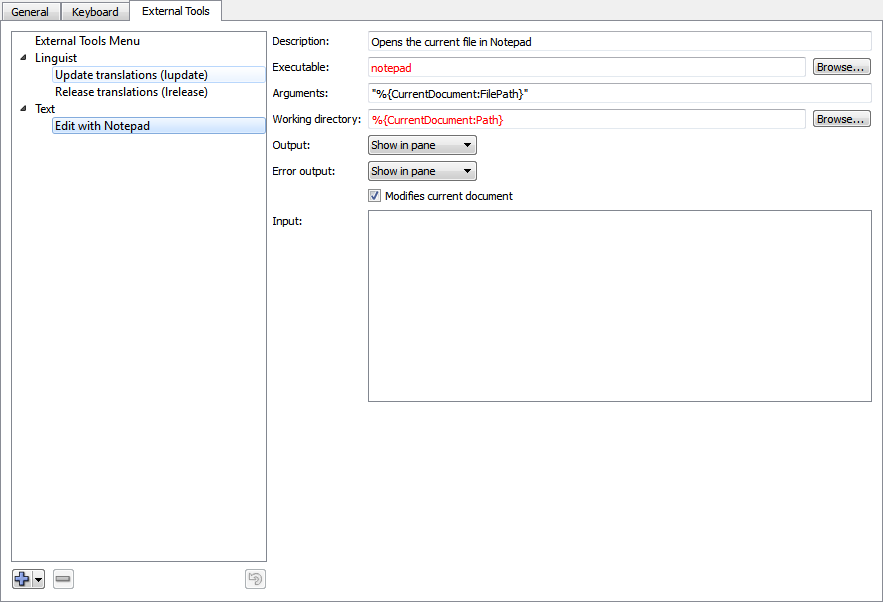 General Keyboard External Tools
External Tools Menu
Linguist
Update translations (lupdate)
Release translations (lrelease)
Text
Edit with Notepad
Description: Opens the current file in Notepad
Executable: notepad Browse...
Arguments: "%{CurrentDocument:FilePath}"
Working directory: %{CurrentDocument:Path} Browse...
Output: Show in pane
Error output: Show in pane
Modifies current document
Input: